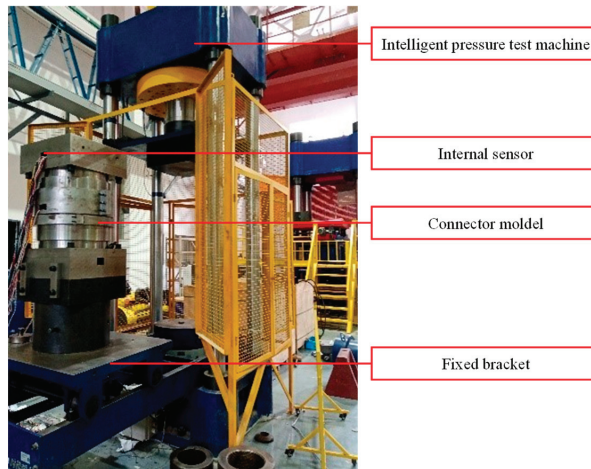 Intelligent pressure test machine
Internal sensor
Connector moldel
Fixed bracket